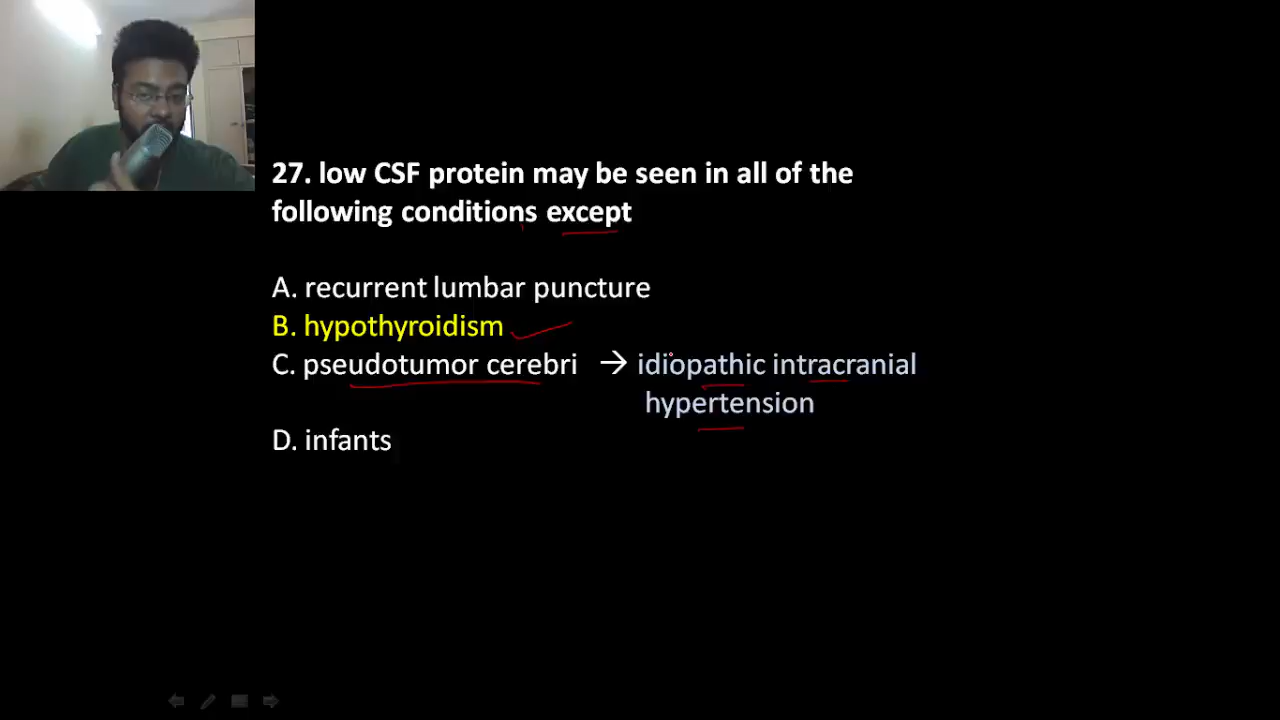 27. low CSF protein may be seen in all of the
following conditions except
A. recurrent lumbar puncture
B. hypothyroidism
C. pseudotumor cerebri → idiopathic intracranial
hypertension
D. infants